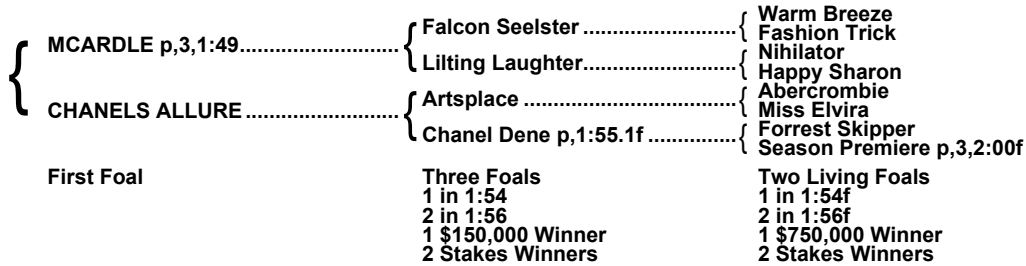 Warm Breeze
Falcon Seelster ............................{
Fashion Trick
MCARDLE p,3,1:49.............................{
Nihilator
Lilting Laughter............................{
Happy Sharon
{
Abercrombie
Artsplace ......................................{
Miss Elvira
CHANELS ALLURE ...........................{
Forrest Skipper
Chanel Dene p,1:55.1f ...............{
Season Premiere p,3,2:00f
First Foal
Three Foals
1 in 1:54
2 in 1:56
1 $150,000 Winner
2 Stakes Winners
Two Living Foals
1 in 1:54f
2 in 1:56f
1 $750,000 Winner
2 Stakes Winners